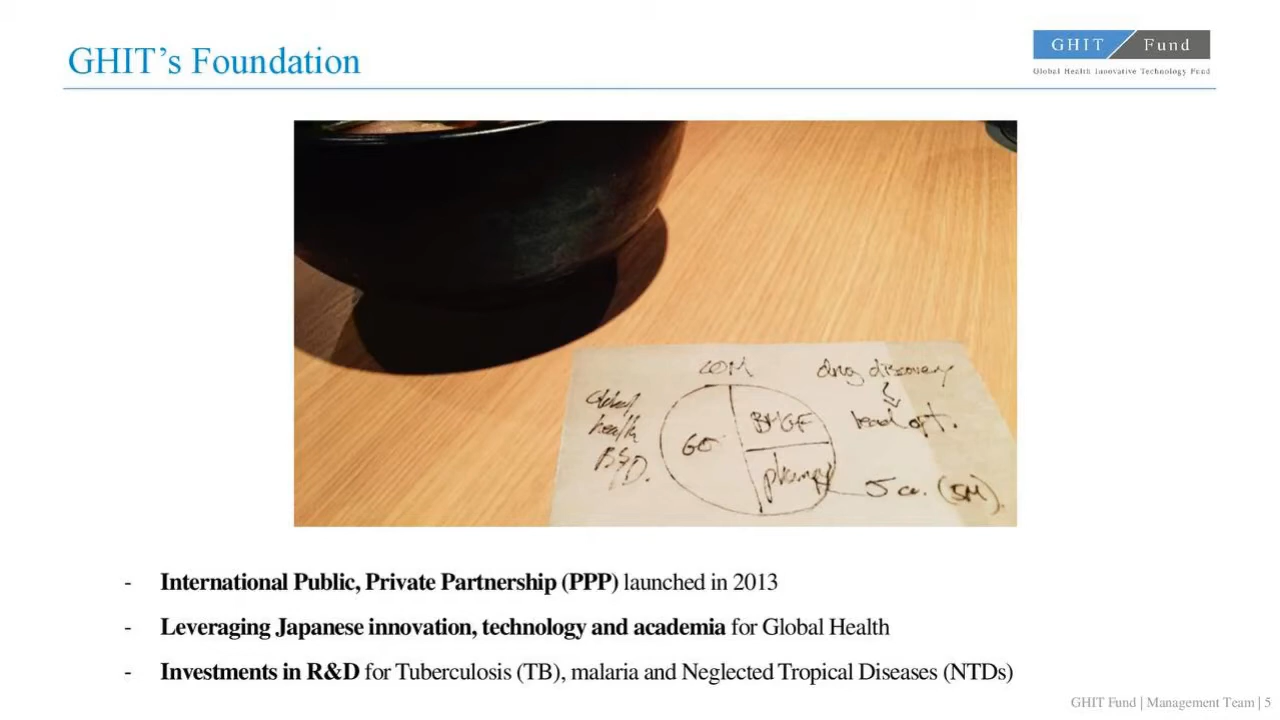 GHIT's Foundation
GHIT Fund
Global Health Innovative Technology Fund
drug discovery
Global
health
R&D.
BMGF
lead opt.
pharma
5 co. (5M).
- International Public, Private Partnership (PPP) launched in 2013
- Leveraging Japanese innovation, technology and academia for Global Health
- Investments in R&D for Tuberculosis (TB), malaria and Neglected Tropical Diseases (NTDs)
GHIT Fund | Management Team | 5